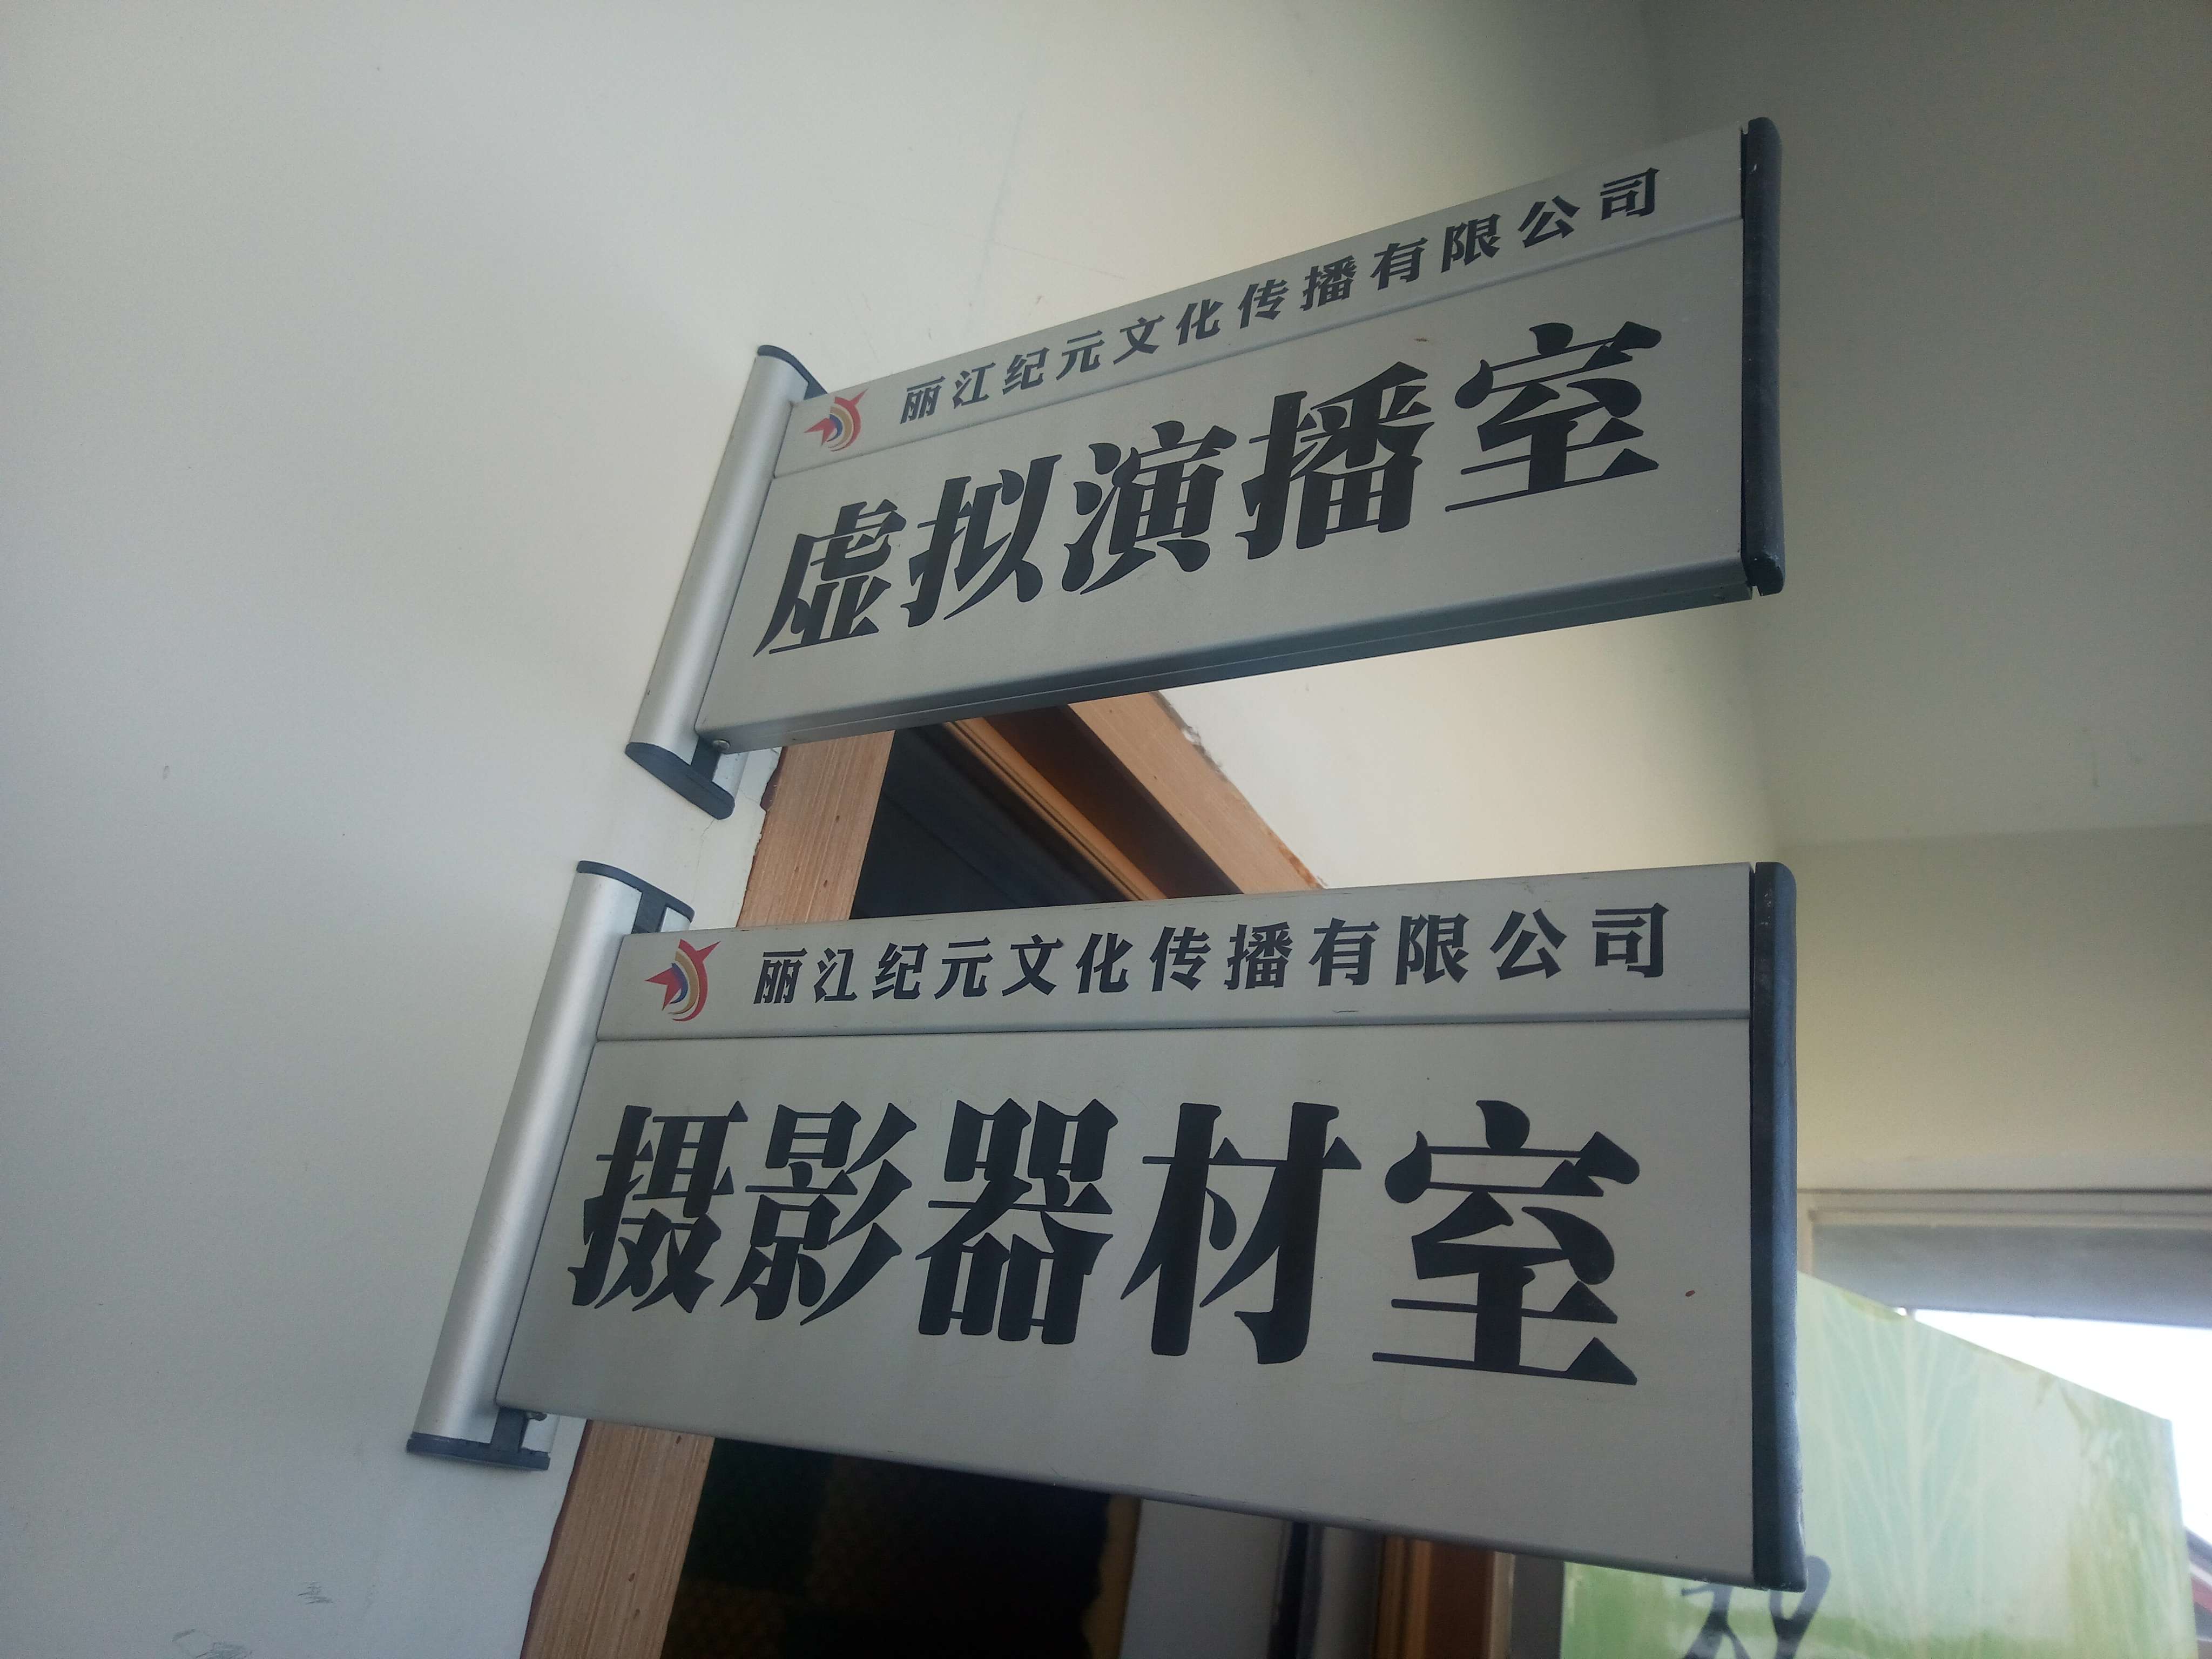 丽江纪元文化传播有限公司
虚拟演播室
丽江纪元文化传播有限公司
摄影器材室